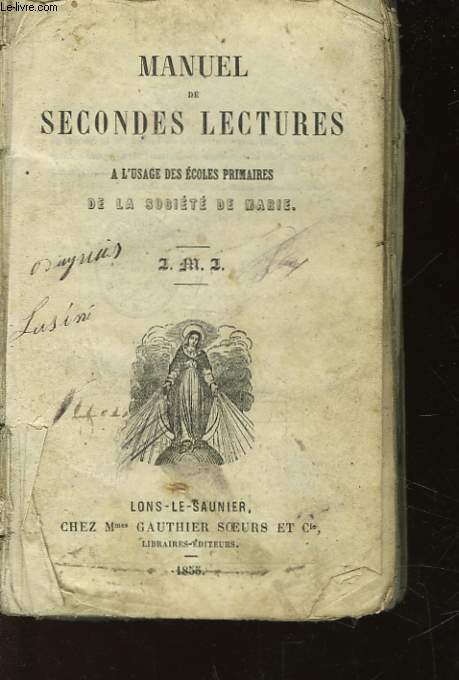 Le-livre.com
MANUEL
DE
SECONDES LECTURES
A L'USAGE DES ÉCOLES PRIMAIRES
DE LA SOCIÉTÉ DE MARIE.
J. M. J.
LONS-LE-SAUNIER,
CHEZ Mmes GAUTHIER SŒURS ET Cie,
LIBRAIRES-ÉDITEURS.
1855.